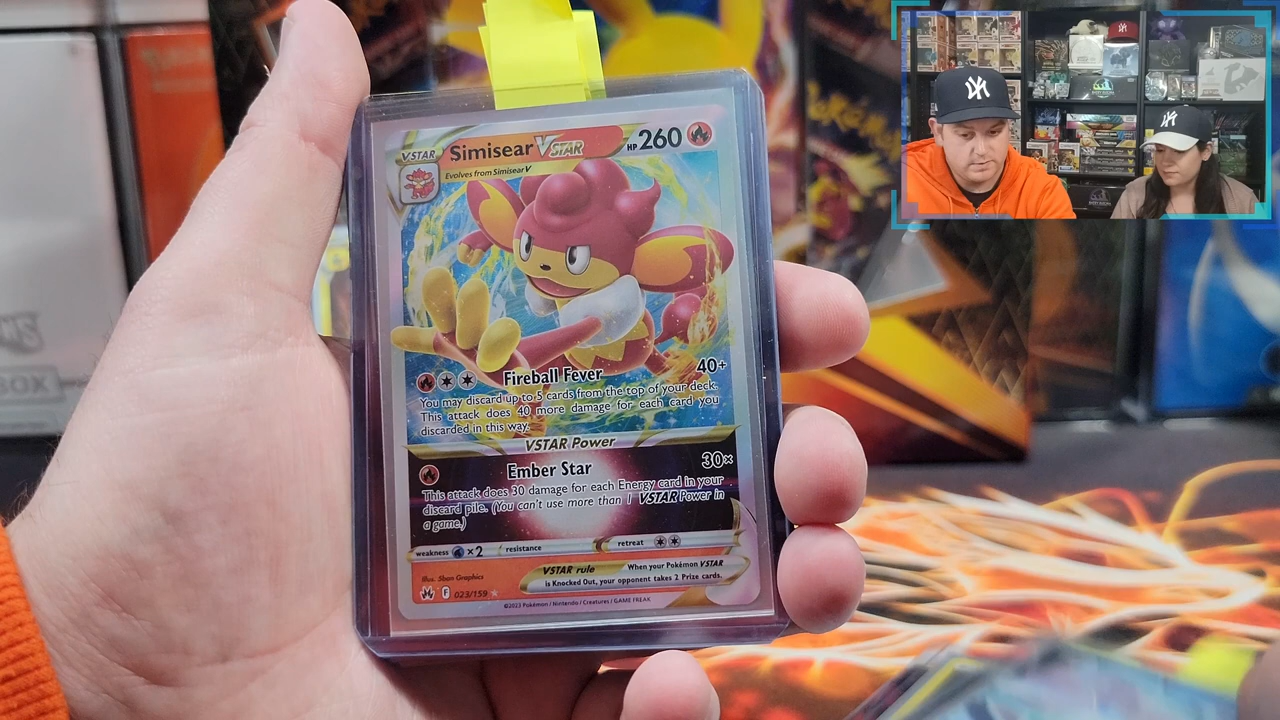 VSTAR
Simisear VSTAR
HP 260
Evolves from Simisear V
Fireball Fever 40+
You may discard up to 5 cards from the top of your deck.
This attack does 40 more damage for each card you
discarded in this way.
VSTAR Power
Ember Star 30×
This attack does 30 damage for each Energy card in your
discard pile. (You can't use more than 1 VSTAR Power in
a game.)
weakness ×2 resistance retreat
VSTAR rule When your Pokémon VSTAR
is Knocked Out, your opponent takes 2 Prize cards.
Illus. 5ban Graphics
F 023/159
©2023 Pokémon / Nintendo / Creatures / GAME FREAK
BOX
NY
NY